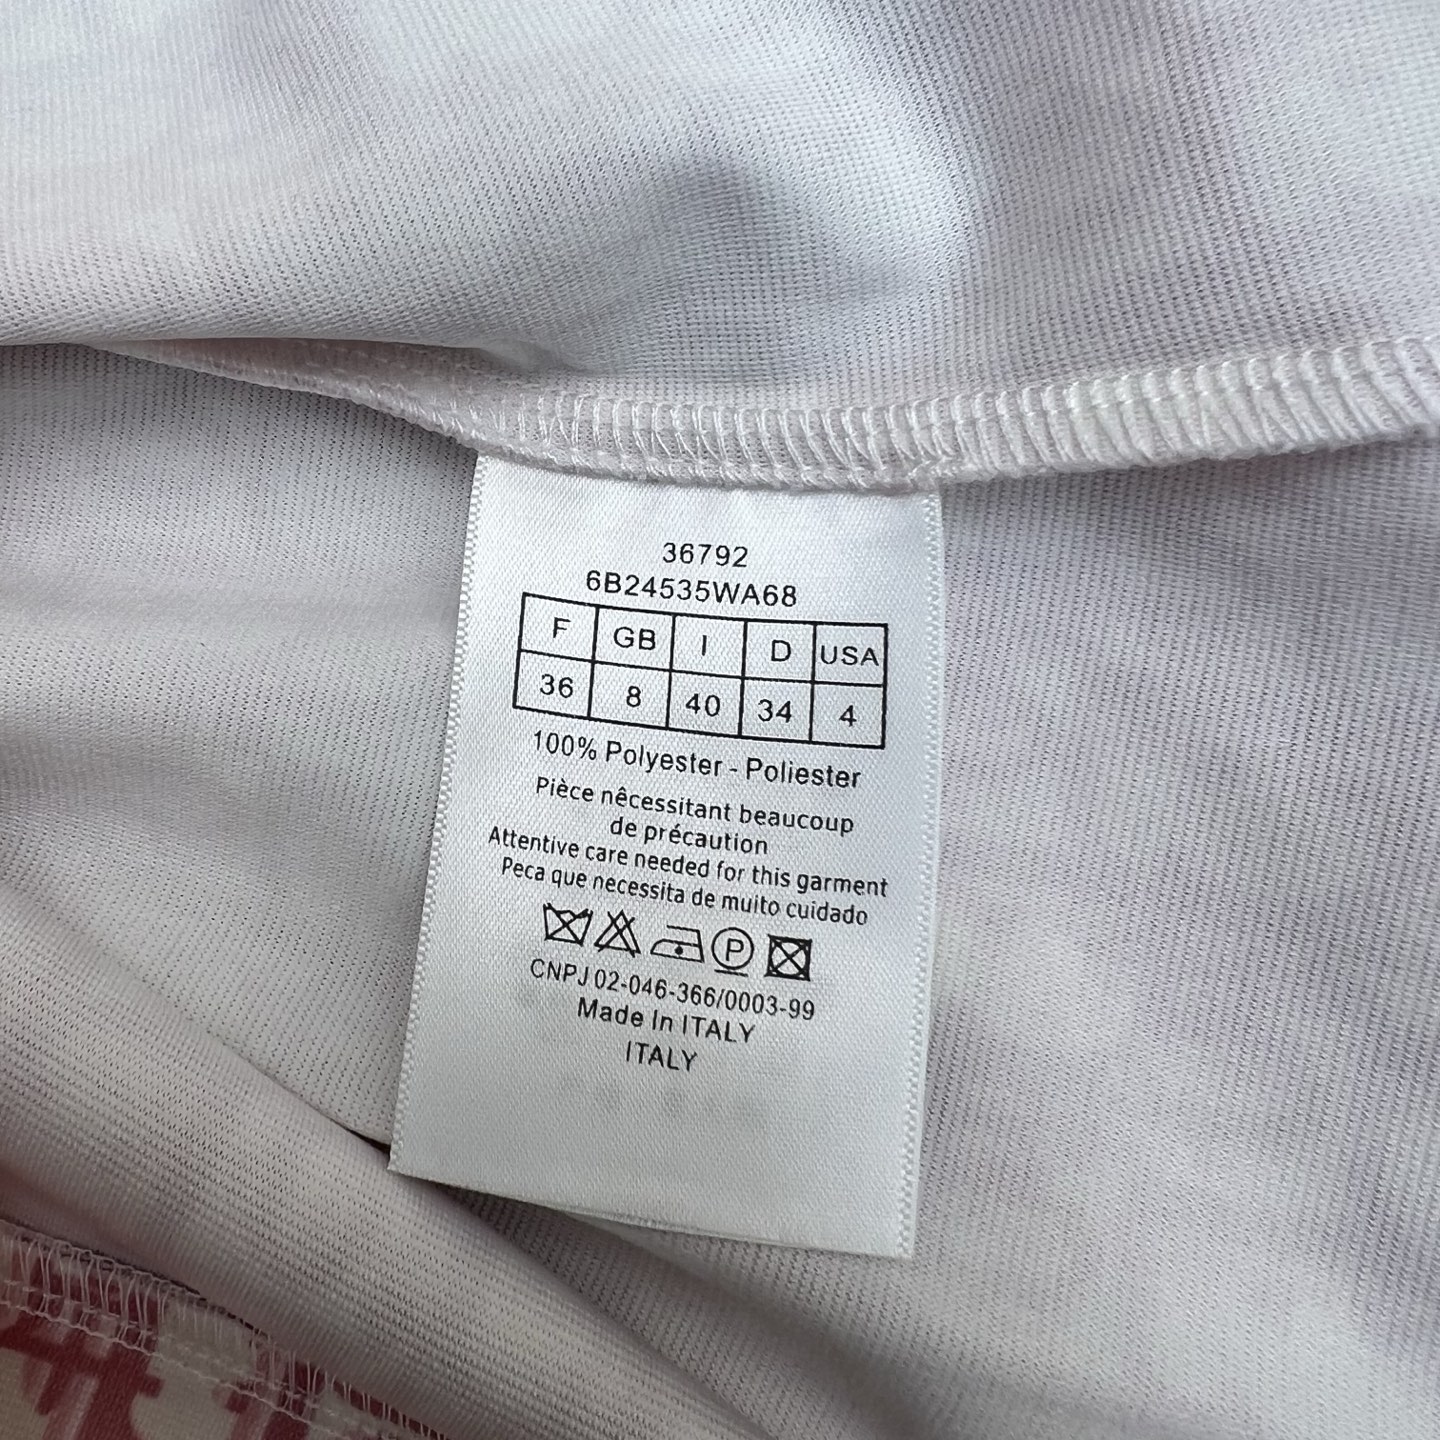 36792
6B24535WA68
F GB I D USA
36 8 40 34 4
100% Polyester - Poliester
Pièce nêcessitant beaucoup
de précaution
Attentive care needed for this garment
Peca que necessita de muito cuidado
P
CNPJ 02-046-366/0003-99
Made In ITALY
ITALY